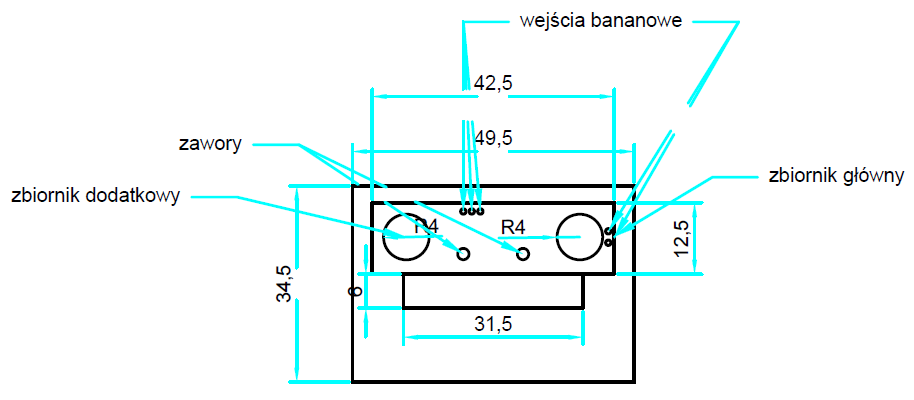 wejścia bananowe
42,5
zawory
49,5
zbiornik główny
zbiornik dodatkowy
R4
R4
12,5
34,5
6
31,5